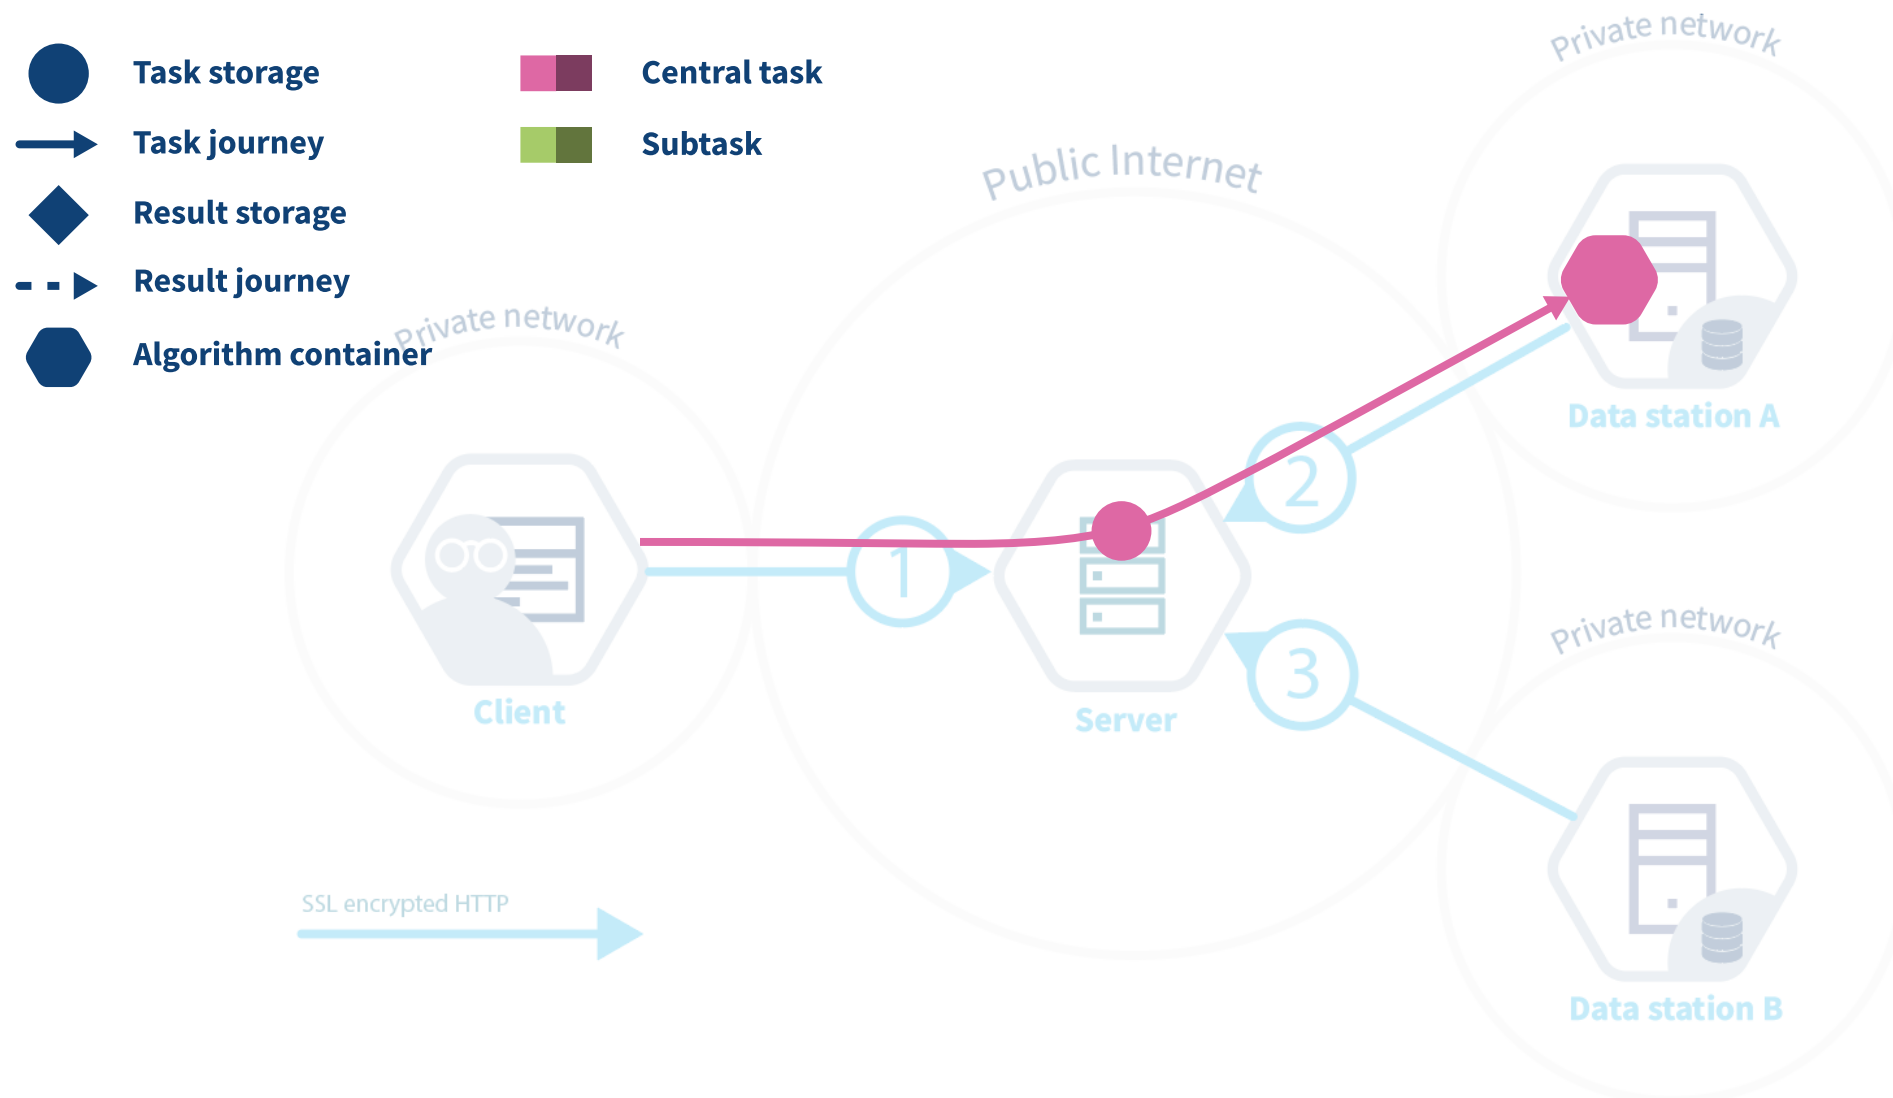 Task storage
Task journey
Result storage
Result journey
Algorithm container
Central task
Subtask
Private network
Public Internet
Private network
Data station A
1
2
3
Client
Server
Private network
Data station B
SSL encrypted HTTP